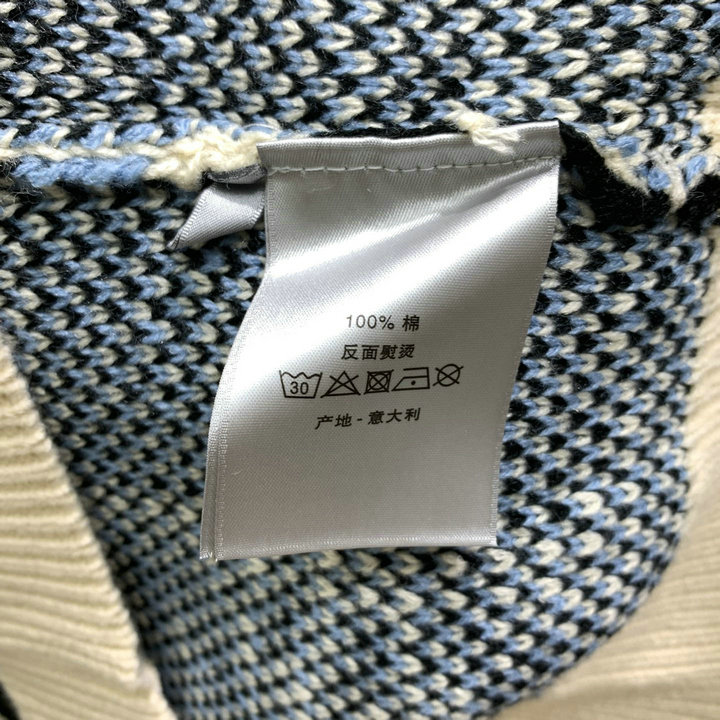 100% 棉
反面熨烫
30
产地 - 意大利